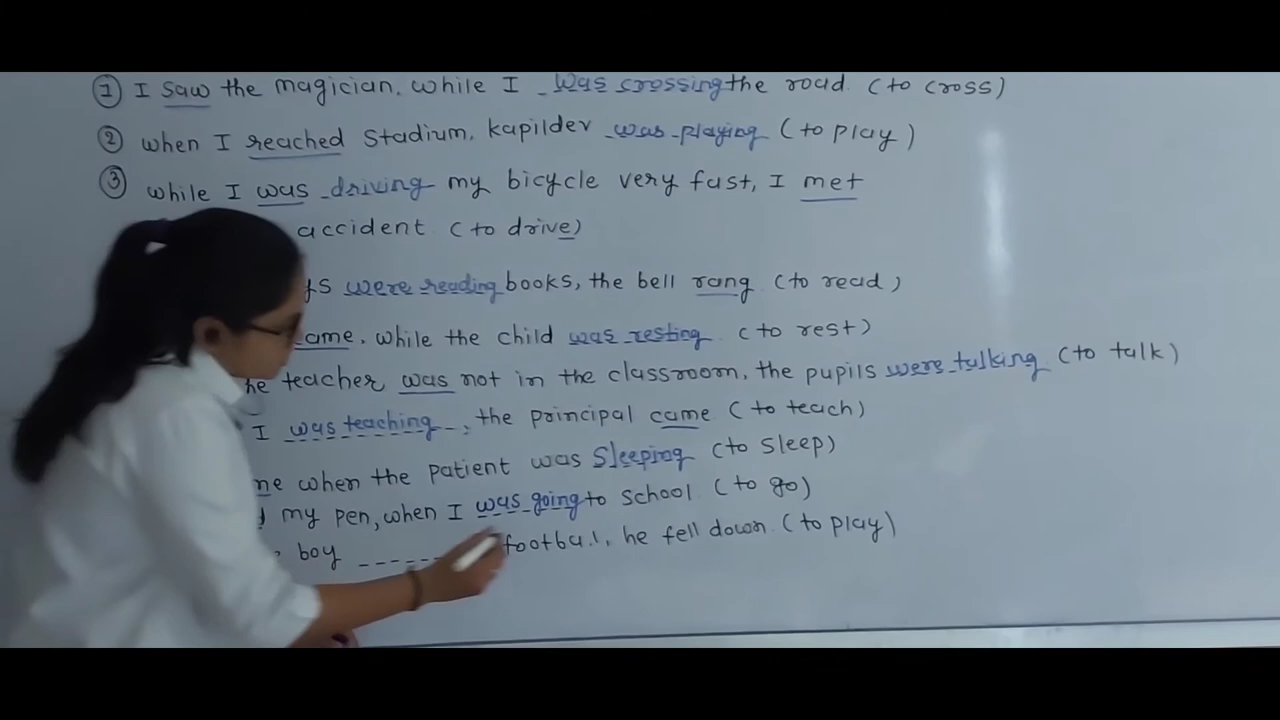 ① I saw the magician. while I was crossing the road. (to cross)
② when I reached stadium. kapildev was playing (to play)
③ while I was driving my bicycle very fast, I met
accident (to drive)
were reading books, the bell rang (to read)
while the child was resting (to rest)
teacher was not in the classroom, the pupils were talking (to talk)
I was teaching, the principal came (to teach)
when the patient was sleeping (to sleep)
my pen, when I was going to school. (to go)
boy ------ football, he fell down. (to play)